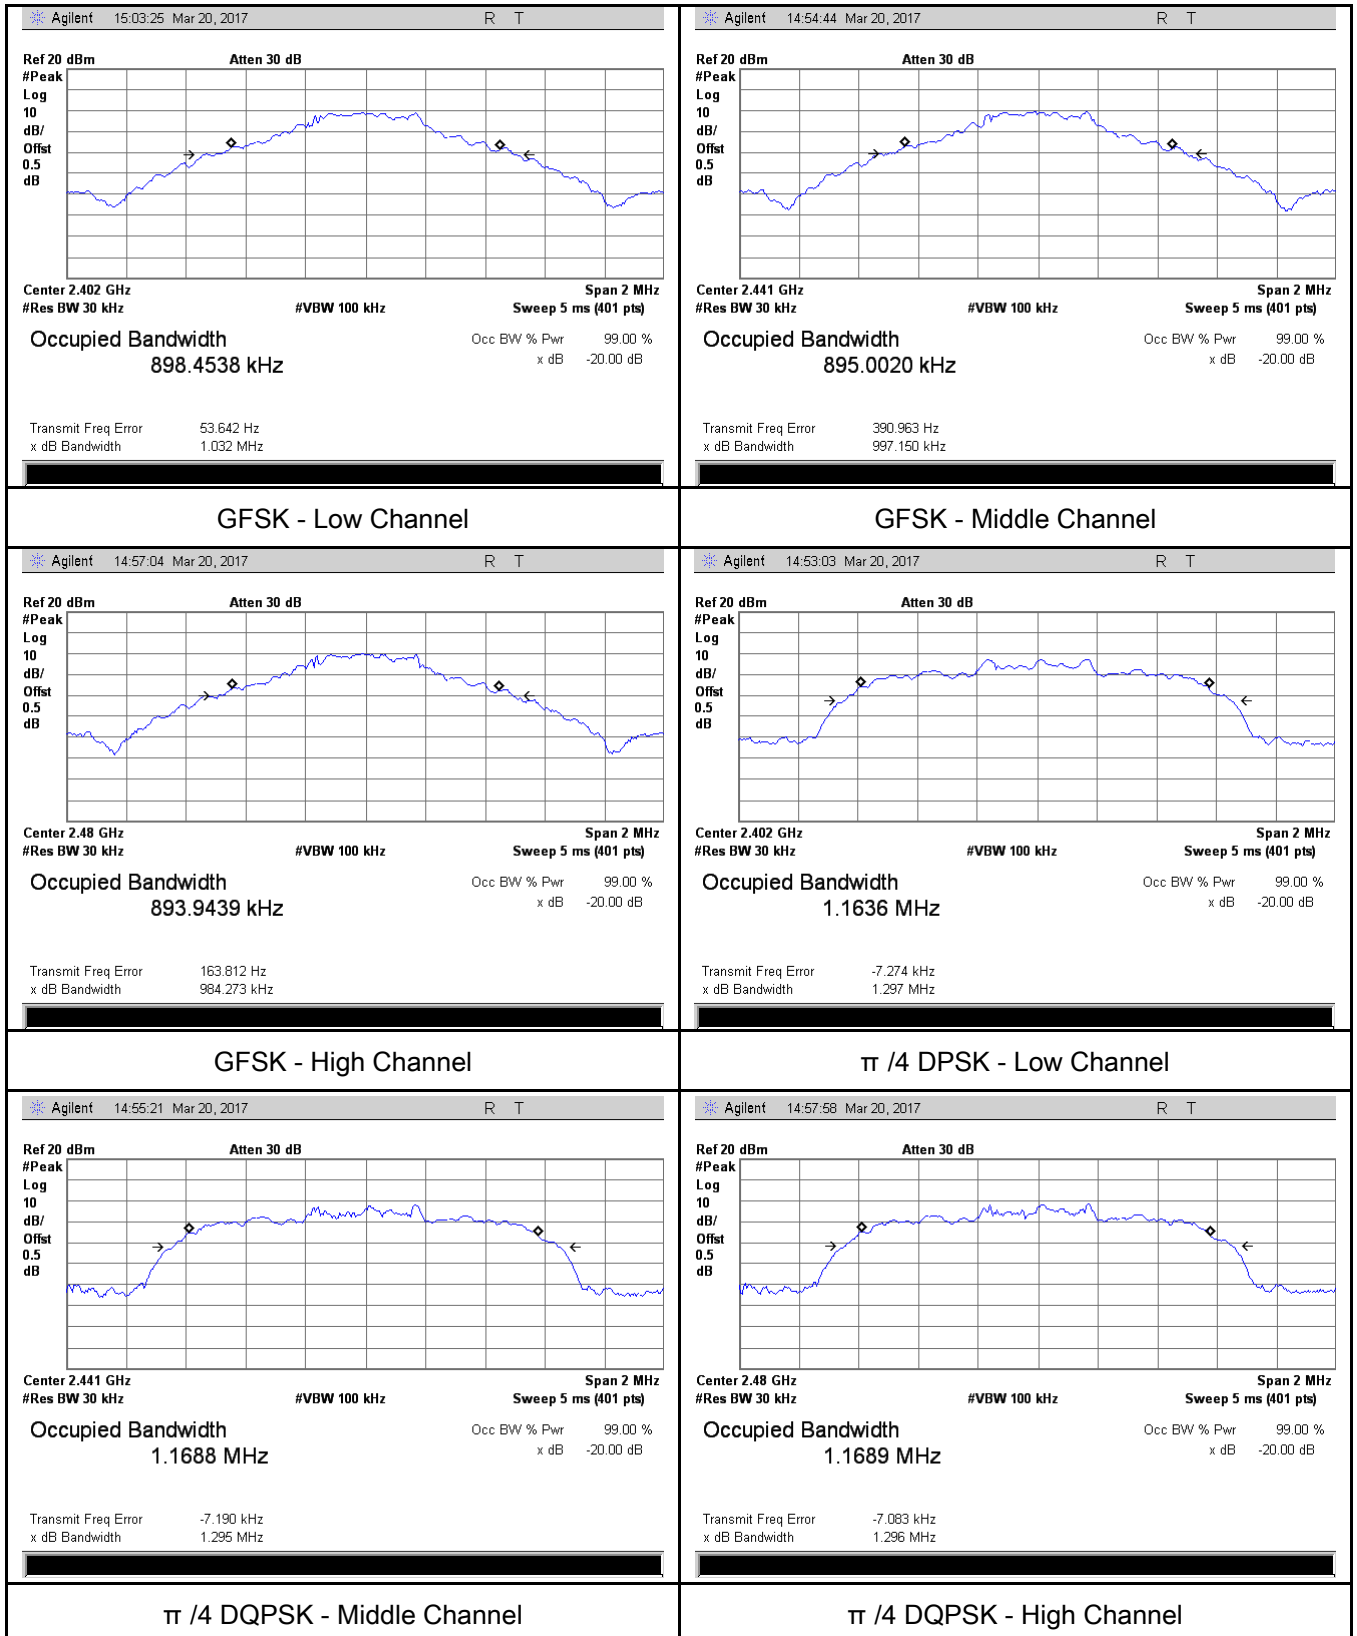 Agilent 15:03:25 Mar 20, 2017 R T
Ref 20 dBm Atten 30 dB
#Peak
Log
10
dB/
Offst
0.5
dB
Center 2.402 GHz Span 2 MHz
#Res BW 30 kHz #VBW 100 kHz Sweep 5 ms (401 pts)
Occupied Bandwidth Occ BW % Pwr 99.00 %
898.4538 kHz x dB -20.00 dB
Transmit Freq Error 53.642 Hz
x dB Bandwidth 1.032 MHz
GFSK - Low Channel
Agilent 14:54:44 Mar 20, 2017 R T
Ref 20 dBm Atten 30 dB
#Peak
Log
10
dB/
Offst
0.5
dB
Center 2.441 GHz Span 2 MHz
#Res BW 30 kHz #VBW 100 kHz Sweep 5 ms (401 pts)
Occupied Bandwidth Occ BW % Pwr 99.00 %
895.0020 kHz x dB -20.00 dB
Transmit Freq Error 390.963 Hz
x dB Bandwidth 997.150 kHz
GFSK - Middle Channel
Agilent 14:57:04 Mar 20, 2017 R T
Ref 20 dBm Atten 30 dB
#Peak
Log
10
dB/
Offst
0.5
dB
Center 2.48 GHz Span 2 MHz
#Res BW 30 kHz #VBW 100 kHz Sweep 5 ms (401 pts)
Occupied Bandwidth Occ BW % Pwr 99.00 %
893.9439 kHz x dB -20.00 dB
Transmit Freq Error 163.812 Hz
x dB Bandwidth 984.273 kHz
GFSK - High Channel
Agilent 14:53:03 Mar 20, 2017 R T
Ref 20 dBm Atten 30 dB
#Peak
Log
10
dB/
Offst
0.5
dB
Center 2.402 GHz Span 2 MHz
#Res BW 30 kHz #VBW 100 kHz Sweep 5 ms (401 pts)
Occupied Bandwidth Occ BW % Pwr 99.00 %
1.1636 MHz x dB -20.00 dB
Transmit Freq Error -7.274 kHz
x dB Bandwidth 1.297 MHz
π /4 DPSK - Low Channel
Agilent 14:55:21 Mar 20, 2017 R T
Ref 20 dBm Atten 30 dB
#Peak
Log
10
dB/
Offst
0.5
dB
Center 2.441 GHz Span 2 MHz
#Res BW 30 kHz #VBW 100 kHz Sweep 5 ms (401 pts)
Occupied Bandwidth Occ BW % Pwr 99.00 %
1.1688 MHz x dB -20.00 dB
Transmit Freq Error -7.190 kHz
x dB Bandwidth 1.295 MHz
π /4 DQPSK - Middle Channel
Agilent 14:57:58 Mar 20, 2017 R T
Ref 20 dBm Atten 30 dB
#Peak
Log
10
dB/
Offst
0.5
dB
Center 2.48 GHz Span 2 MHz
#Res BW 30 kHz #VBW 100 kHz Sweep 5 ms (401 pts)
Occupied Bandwidth Occ BW % Pwr 99.00 %
1.1689 MHz x dB -20.00 dB
Transmit Freq Error -7.083 kHz
x dB Bandwidth 1.296 MHz
π /4 DQPSK - High Channel